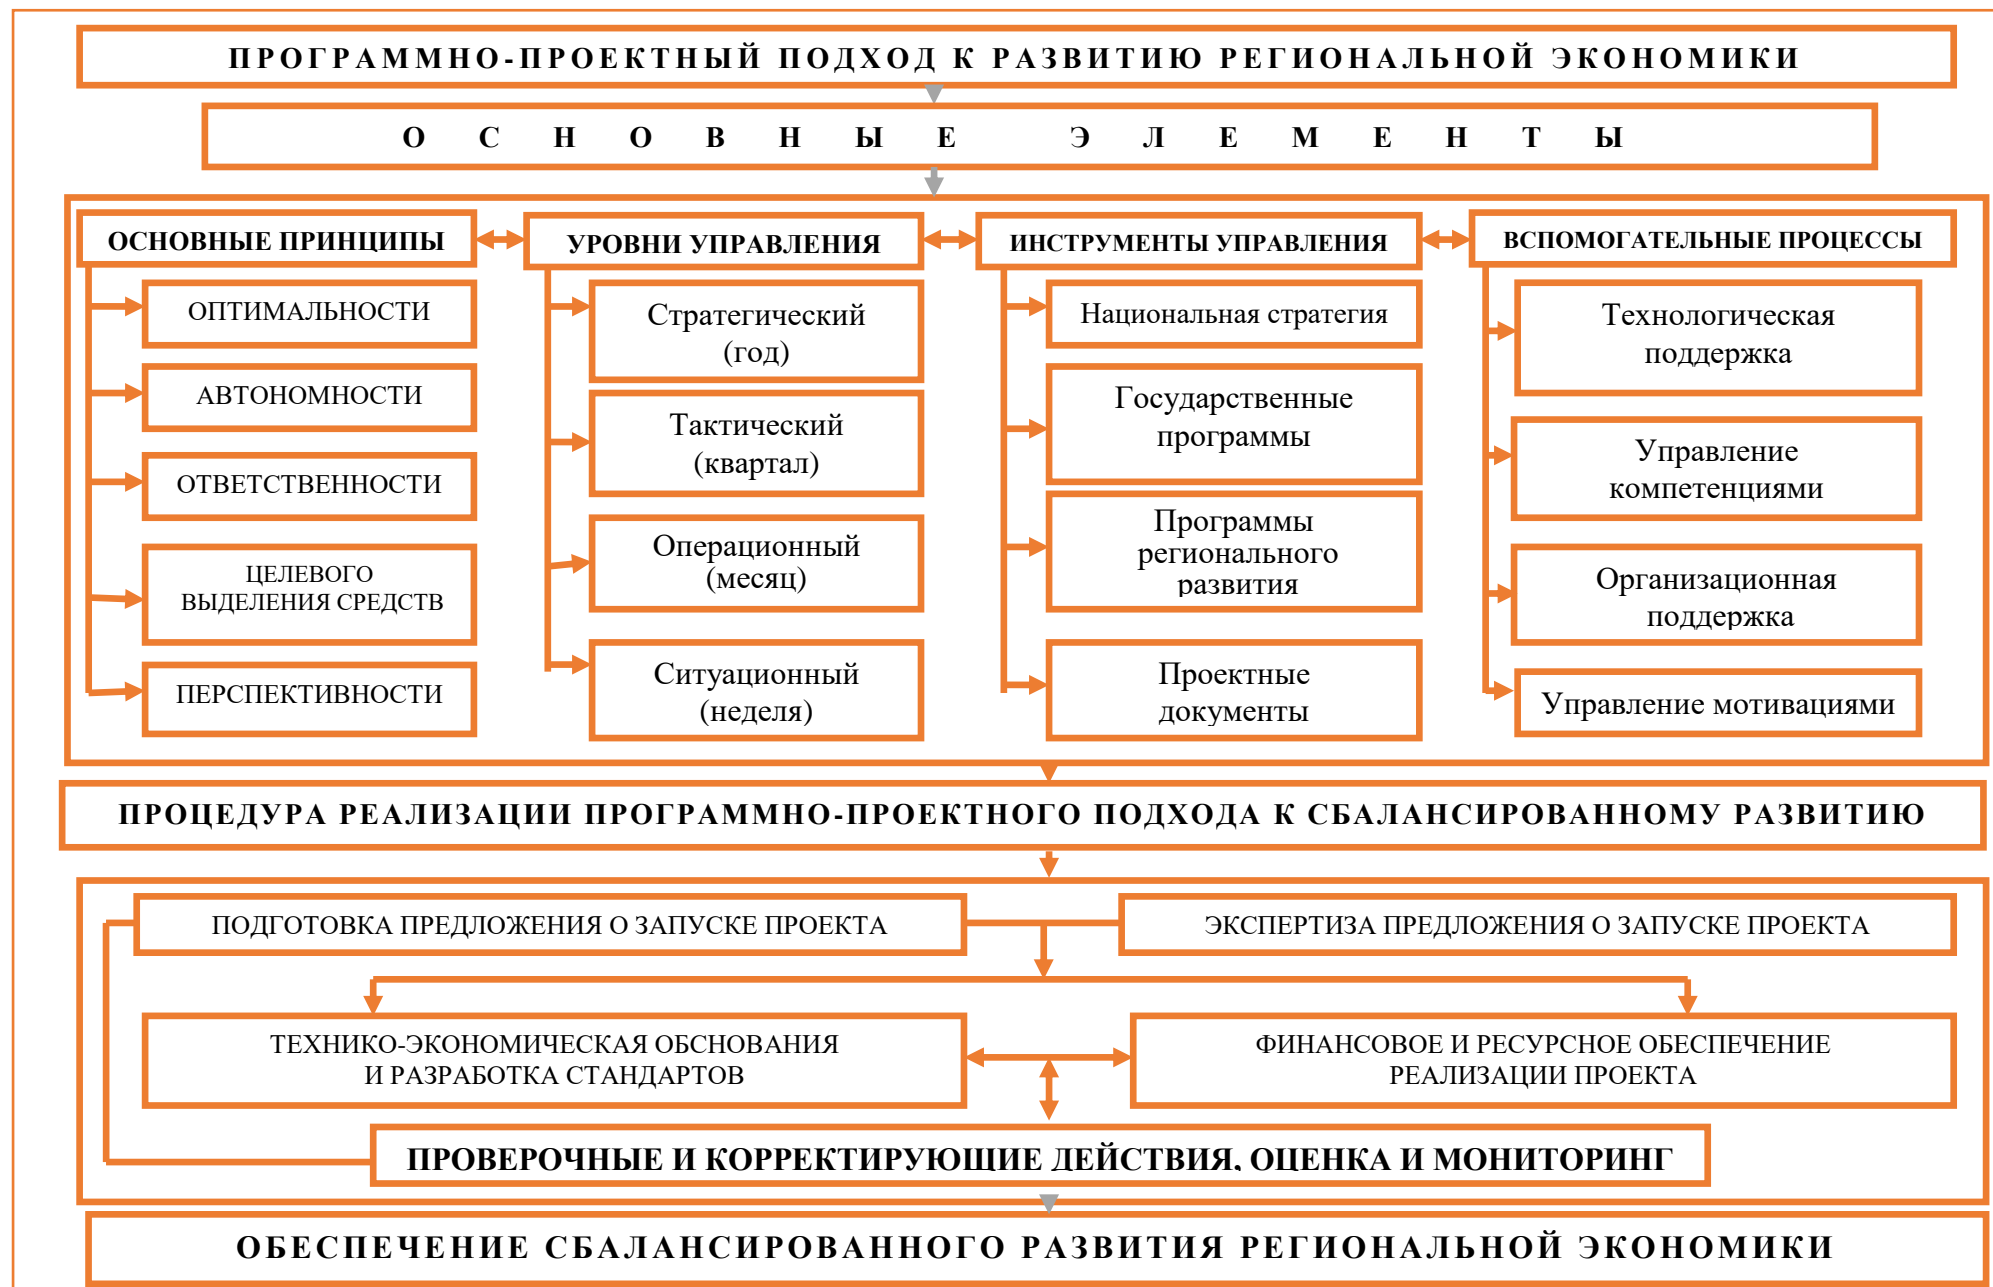 ПРОГРАММНО-ПРОЕКТНЫЙ ПОДХОД К РАЗВИТИЮ РЕГИОНАЛЬНОЙ ЭКОНОМИКИ
ОСНОВНЫЕ ЭЛЕМЕНТЫ
ОСНОВНЫЕ ПРИНЦИПЫ
ОПТИМАЛЬНОСТИ
АВТОНОМНОСТИ
ОТВЕТСТВЕННОСТИ
ЦЕЛЕВОГО
ВЫДЕЛЕНИЯ СРЕДСТВ
ПЕРСПЕКТИВНОСТИ
УРОВНИ УПРАВЛЕНИЯ
Стратегический
(год)
Тактический
(квартал)
Операционный
(месяц)
Ситуационный
(неделя)
ИНСТРУМЕНТЫ УПРАВЛЕНИЯ
Национальная стратегия
Государственные
программы
Программы
регионального
развития
Проектные
документы
ВСПОМОГАТЕЛЬНЫЕ ПРОЦЕССЫ
Технологическая
поддержка
Управление
компетенциями
Организационная
поддержка
Управление мотивациями
ПРОЦЕДУРА РЕАЛИЗАЦИИ ПРОГРАММНО-ПРОЕКТНОГО ПОДХОДА К СБАЛАНСИРОВАННОМУ РАЗВИТИЮ
ПОДГОТОВКА ПРЕДЛОЖЕНИЯ О ЗАПУСКЕ ПРОЕКТА
ЭКСПЕРТИЗА ПРЕДЛОЖЕНИЯ О ЗАПУСКЕ ПРОЕКТА
ТЕХНИКО-ЭКОНОМИЧЕСКАЯ ОБСНОВАНИЯ
И РАЗРАБОТКА СТАНДАРТОВ
ФИНАНСОВОЕ И РЕСУРСНОЕ ОБЕСПЕЧЕНИЕ
РЕАЛИЗАЦИИ ПРОЕКТА
ПРОВЕРОЧНЫЕ И КОРРЕКТИРУЮЩИЕ ДЕЙСТВИЯ, ОЦЕНКА И МОНИТОРИНГ
ОБЕСПЕЧЕНИЕ СБАЛАНСИРОВАННОГО РАЗВИТИЯ РЕГИОНАЛЬНОЙ ЭКОНОМИКИ